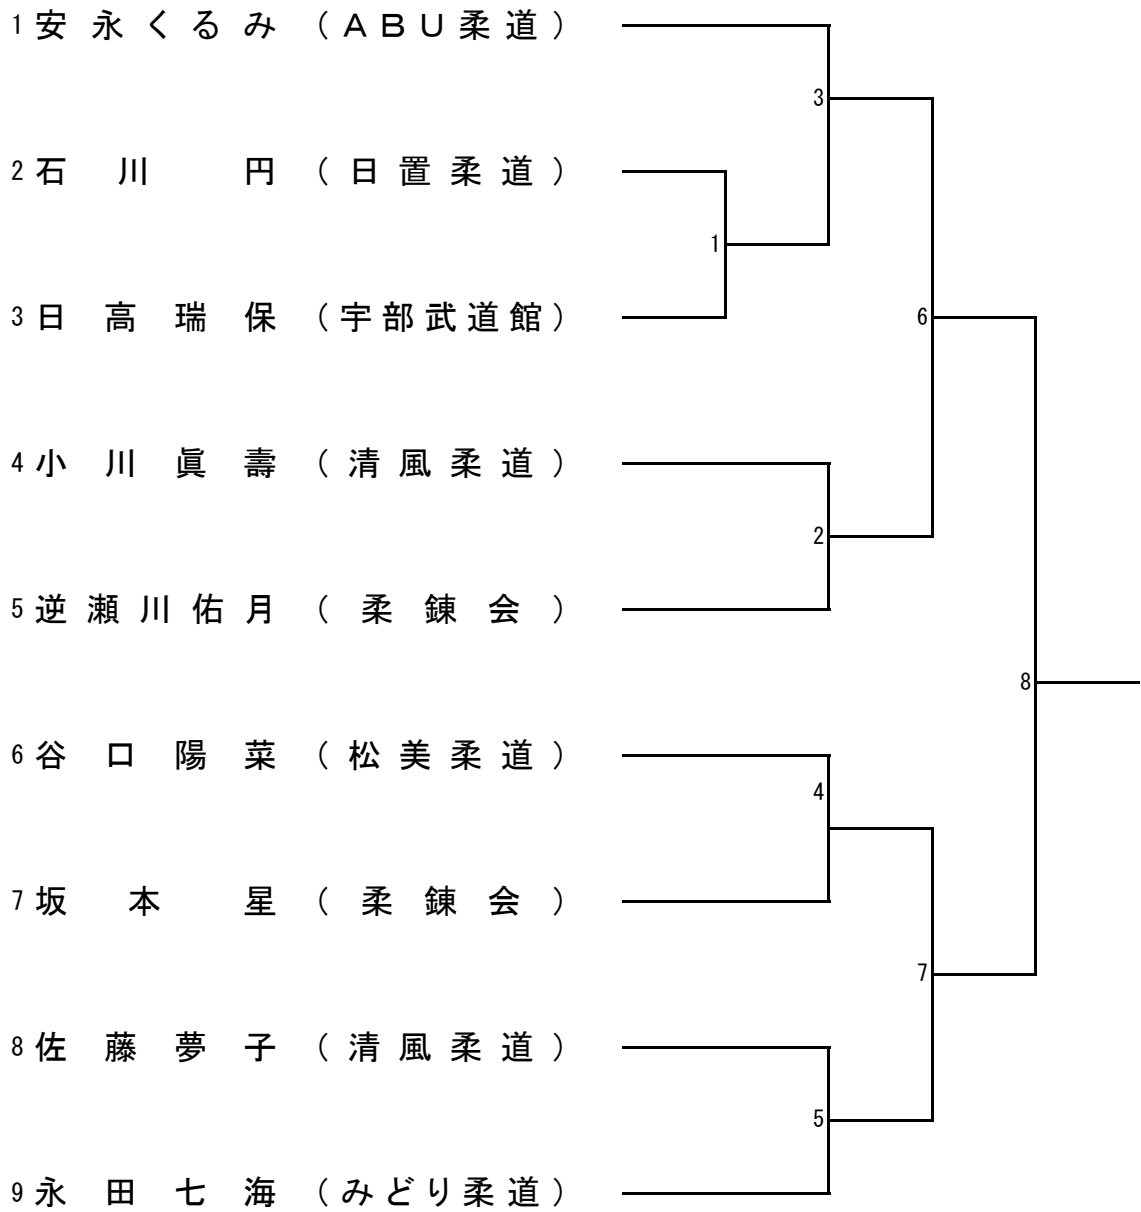 1 安永くるみ （ＡＢＵ柔道）
3
2 石川円 （日置柔道）
1
3 日高瑞保 （宇部武道館）
6
4 小川眞壽 （清風柔道）
2
5 逆瀬川佑月 （柔錬会）
8
6 谷口陽菜 （松美柔道）
4
7 坂本星 （柔錬会）
7
8 佐藤夢子 （清風柔道）
5
9 永田七海 （みどり柔道）